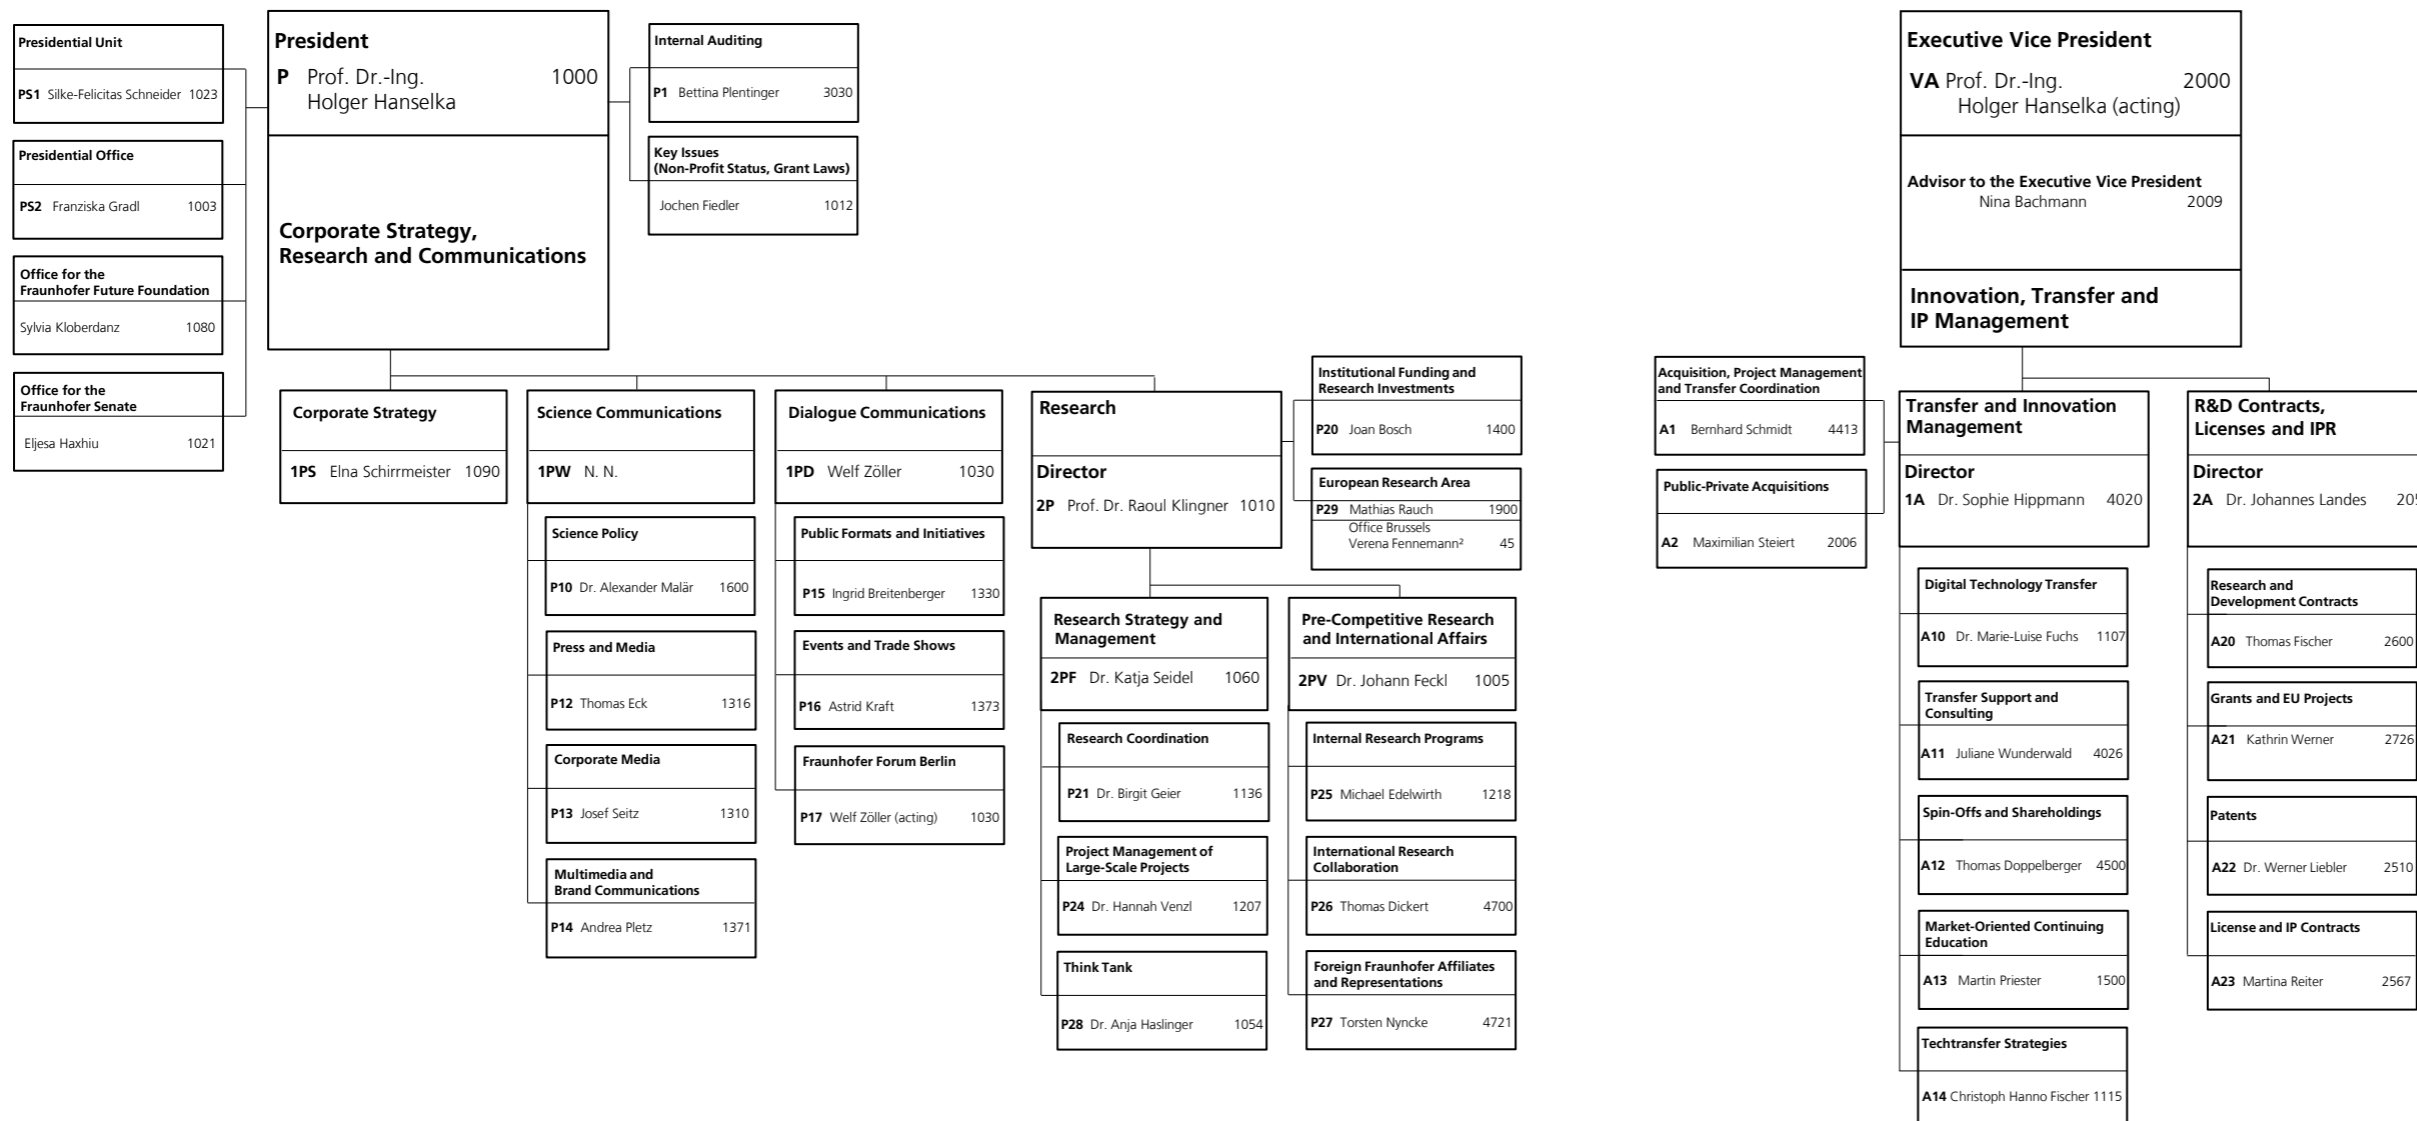 Presidential Unit
PS1 Silke-Felicitas Schneider 1023
Presidential Office
PS2 Franziska Gradl 1003
Office for the
Fraunhofer Future Foundation
Sylvia Kloberdanz 1080
Office for the
Fraunhofer Senate
Eljesa Haxhiu 1021
President
P Prof. Dr.-Ing. 1000
Holger Hanselka
Corporate Strategy,
Research and Communications
Internal Auditing
P1 Bettina Plentinger 3030
Key Issues
(Non-Profit Status, Grant Laws)
Jochen Fiedler 1012
Corporate Strategy
1PS Elna Schirrmeister 1090
Science Communications
1PW N. N.
Science Policy
P10 Dr. Alexander Malär 1600
Press and Media
P12 Thomas Eck 1316
Corporate Media
P13 Josef Seitz 1310
Multimedia and
Brand Communications
P14 Andrea Pletz 1371
Dialogue Communications
1PD Welf Zöller 1030
Public Formats and Initiatives
P15 Ingrid Breitenberger 1330
Events and Trade Shows
P16 Astrid Kraft 1373
Fraunhofer Forum Berlin
P17 Welf Zöller (acting) 1030
Research
Director
2P Prof. Dr. Raoul Klingner 1010
Institutional Funding and
Research Investments
P20 Joan Bosch 1400
European Research Area
P29 Mathias Rauch 1900
Office Brussels
Verena Fennemann² 45
Research Strategy and
Management
2PF Dr. Katja Seidel 1060
Research Coordination
P21 Dr. Birgit Geier 1136
Project Management of
Large-Scale Projects
P24 Dr. Hannah Venzl 1207
Think Tank
P28 Dr. Anja Haslinger 1054
Pre-Competitive Research
and International Affairs
2PV Dr. Johann Feckl 1005
Internal Research Programs
P25 Michael Edelwirth 1218
International Research
Collaboration
P26 Thomas Dickert 4700
Foreign Fraunhofer Affiliates
and Representations
P27 Torsten Nyncke 4721
Executive Vice President
VA Prof. Dr.-Ing. 2000
Holger Hanselka (acting)
Advisor to the Executive Vice President
Nina Bachmann 2009
Innovation, Transfer and
IP Management
Acquisition, Project Management
and Transfer Coordination
A1 Bernhard Schmidt 4413
Public-Private Acquisitions
A2 Maximilian Steiert 2006
Transfer and Innovation
Management
Director
1A Dr. Sophie Hippmann 4020
Digital Technology Transfer
A10 Dr. Marie-Luise Fuchs 1107
Transfer Support and
Consulting
A11 Juliane Wunderwald 4026
Spin-Offs and Shareholdings
A12 Thomas Doppelberger 4500
Market-Oriented Continuing
Education
A13 Martin Priester 1500
Techtransfer Strategies
A14 Christoph Hanno Fischer 1115
R&D Contracts,
Licenses and IPR
Director
2A Dr. Johannes Landes
Research and
Development Contracts
A20 Thomas Fischer 2600
Grants and EU Projects
A21 Kathrin Werner 2726
Patents
A22 Dr. Werner Liebler 2510
License and IP Contracts
A23 Martina Reiter 2567